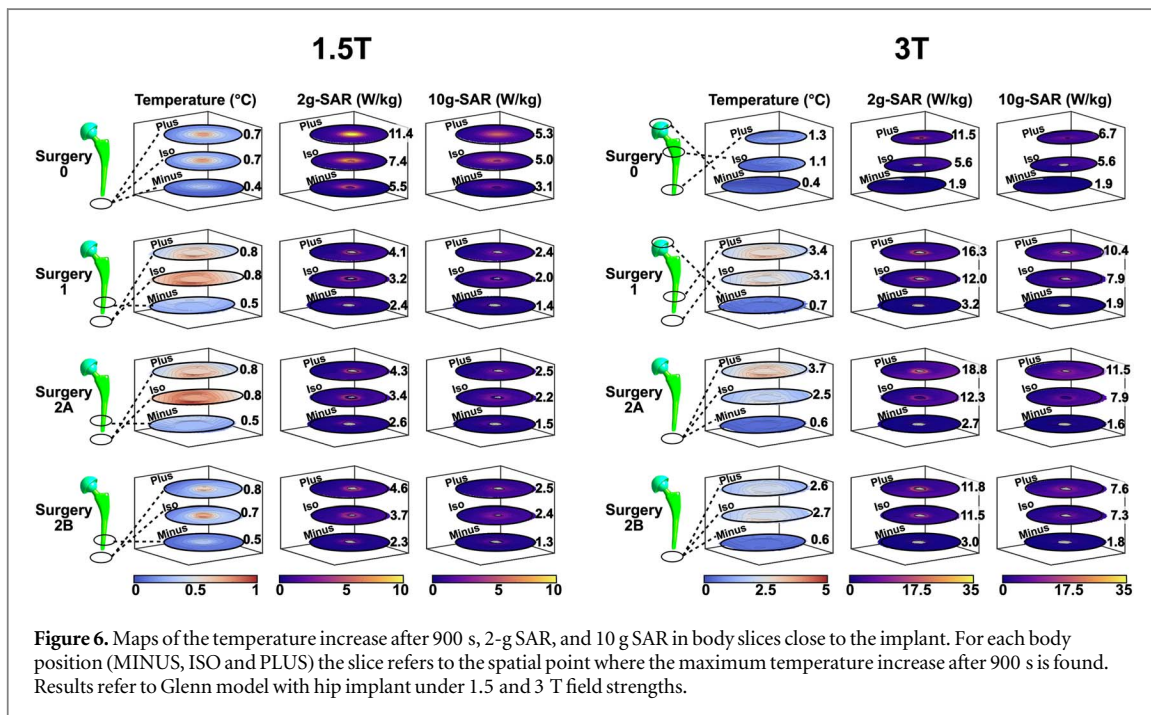 1.5T
3T
Temperature (°C) 2g-SAR (W/kg) 10g-SAR (W/kg)
Temperature (°C) 2g-SAR (W/kg) 10g-SAR (W/kg)
Surgery 0
Plus 0.7 Plus 11.4 Plus 5.3
Iso 0.7 Iso 7.4 Iso 5.0
Minus 0.4 Minus 5.5 Minus 3.1
Surgery 0
Plus 1.3 Plus 11.5 Plus 6.7
Iso 1.1 Iso 5.6 Iso 5.6
Minus 0.4 Minus 1.9 Minus 1.9
Surgery 1
Plus 0.8 Plus 4.1 Plus 2.4
Iso 0.8 Iso 3.2 Iso 2.0
Minus 0.5 Minus 2.4 Minus 1.4
Surgery 1
Plus 3.4 Plus 16.3 Plus 10.4
Iso 3.1 Iso 12.0 Iso 7.9
Minus 0.7 Minus 3.2 Minus 1.9
Surgery 2A
Plus 0.8 Plus 4.3 Plus 2.5
Iso 0.8 Iso 3.4 Iso 2.2
Minus 0.5 Minus 2.6 Minus 1.5
Surgery 2A
Plus 3.7 Plus 18.8 Plus 11.5
Iso 2.5 Iso 12.3 Iso 7.9
Minus 0.6 Minus 2.7 Minus 1.6
Surgery 2B
Plus 0.8 Plus 4.6 Plus 2.5
Iso 0.7 Iso 3.7 Iso 2.4
Minus 0.5 Minus 2.3 Minus 1.3
Surgery 2B
Plus 2.6 Plus 11.8 Plus 7.6
Iso 2.7 Iso 11.5 Iso 7.3
Minus 0.6 Minus 3.0 Minus 1.8
0 0.5 1 0 5 10 0 5 10
0 2.5 5 0 17.5 35 0 17.5 35
Figure 6. Maps of the temperature increase after 900 s, 2-g SAR, and 10 g SAR in body slices close to the implant. For each body
position (MINUS, ISO and PLUS) the slice refers to the spatial point where the maximum temperature increase after 900 s is found.
Results refer to Glenn model with hip implant under 1.5 and 3 T field strengths.